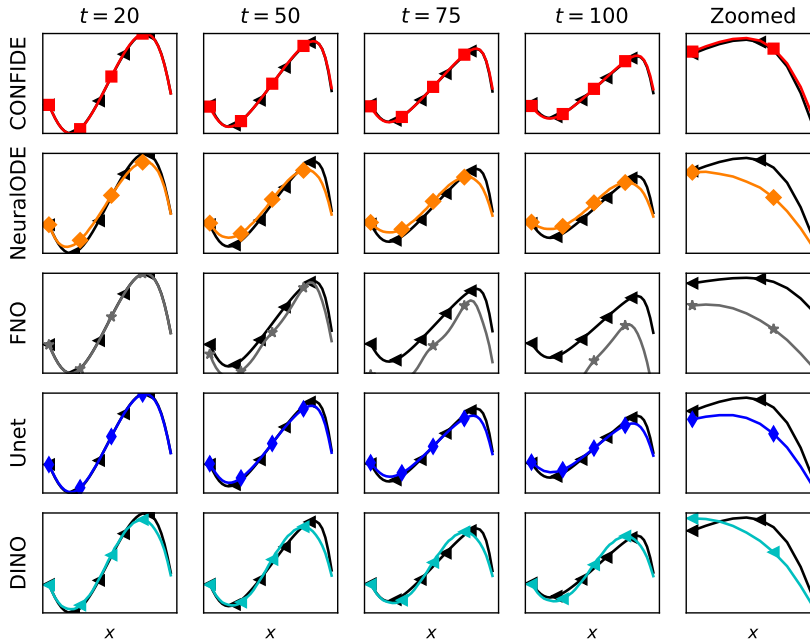 t = 20 t = 50 t = 75 t = 100 Zoomed
CONFIDE
NeuralODE
FNO
Unet
DINO
x x x x x